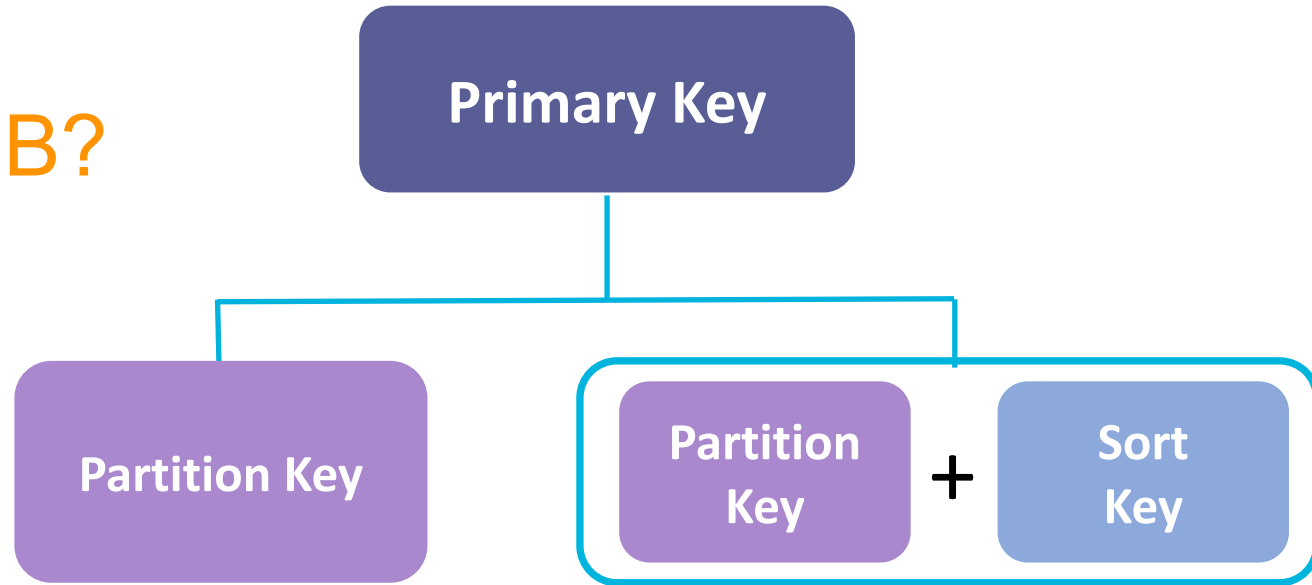 Primary Key
B?
Partition Key
Partition
Key
+
Sort
Key